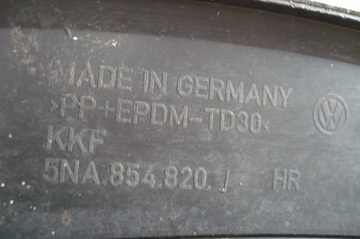 MADE IN GERMANY
>PP+EPDM-TD30<
KKF
5NA.854.820.J HR